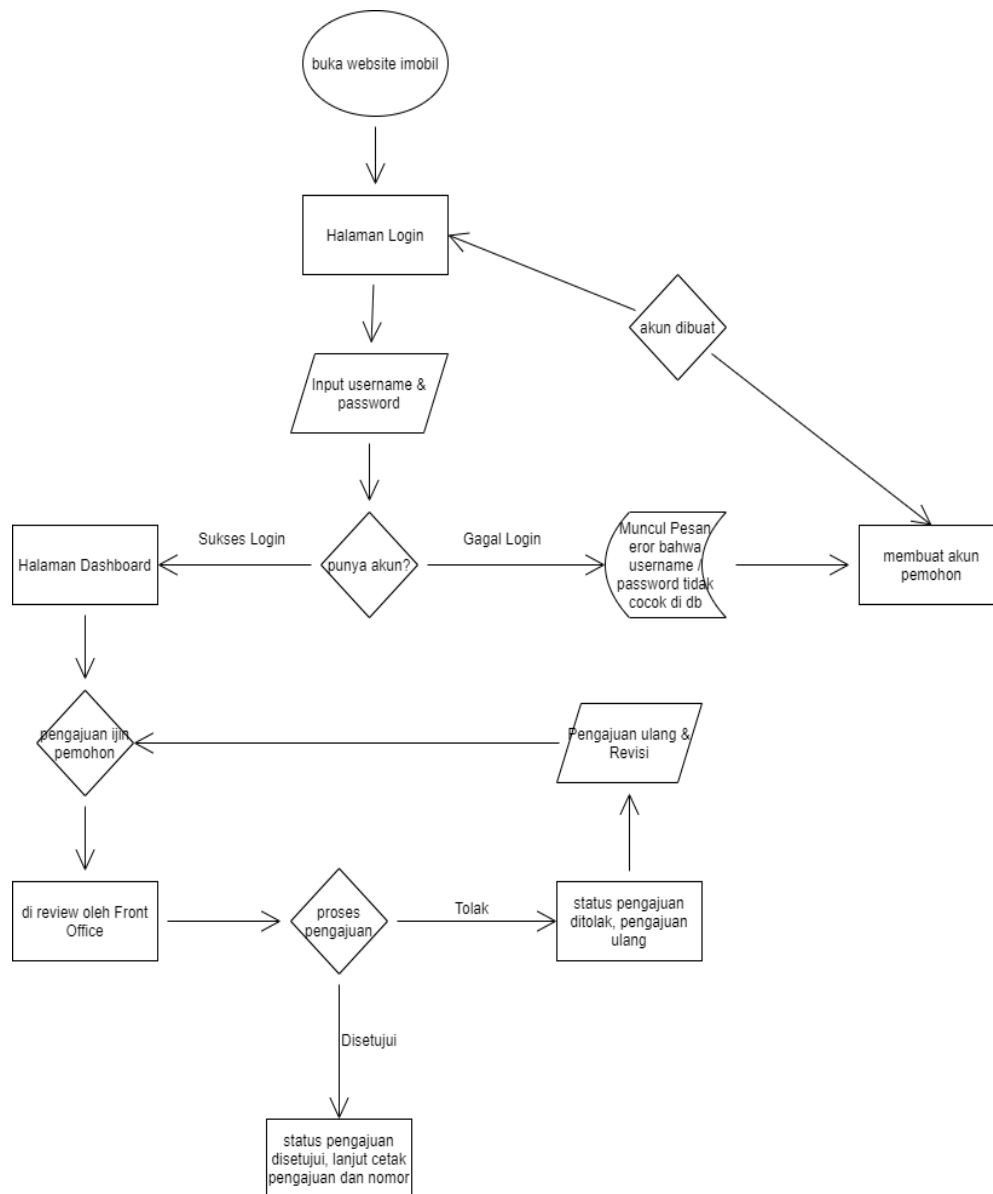 buka website imobil
Halaman Login
akun dibuat
Input username &
password
Sukses Login
Gagal Login
Halaman Dashboard
punya akun?
Muncul Pesan
eror bahwa
username /
password tidak
cocok di db
membuat akun
pemohon
pengajuan ijin
pemohon
Pengajuan ulang &
Revisi
di review oleh Front
Office
proses
pengajuan
Tolak
status pengajuan
ditolak, pengajuan
ulang
Disetujui
status pengajuan
disetujui, lanjut cetak
pengajuan dan nomor